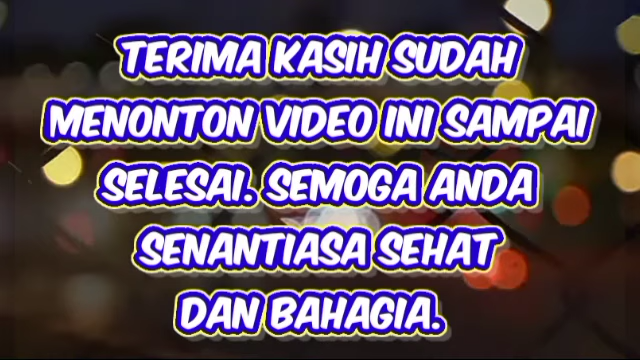 TERIMA KASIH SUDAH
MENONTON VIDEO INI SAMPAI
SELESAI. SEMOGA ANDA
SENANTIASA SEHAT
DAN BAHAGIA.